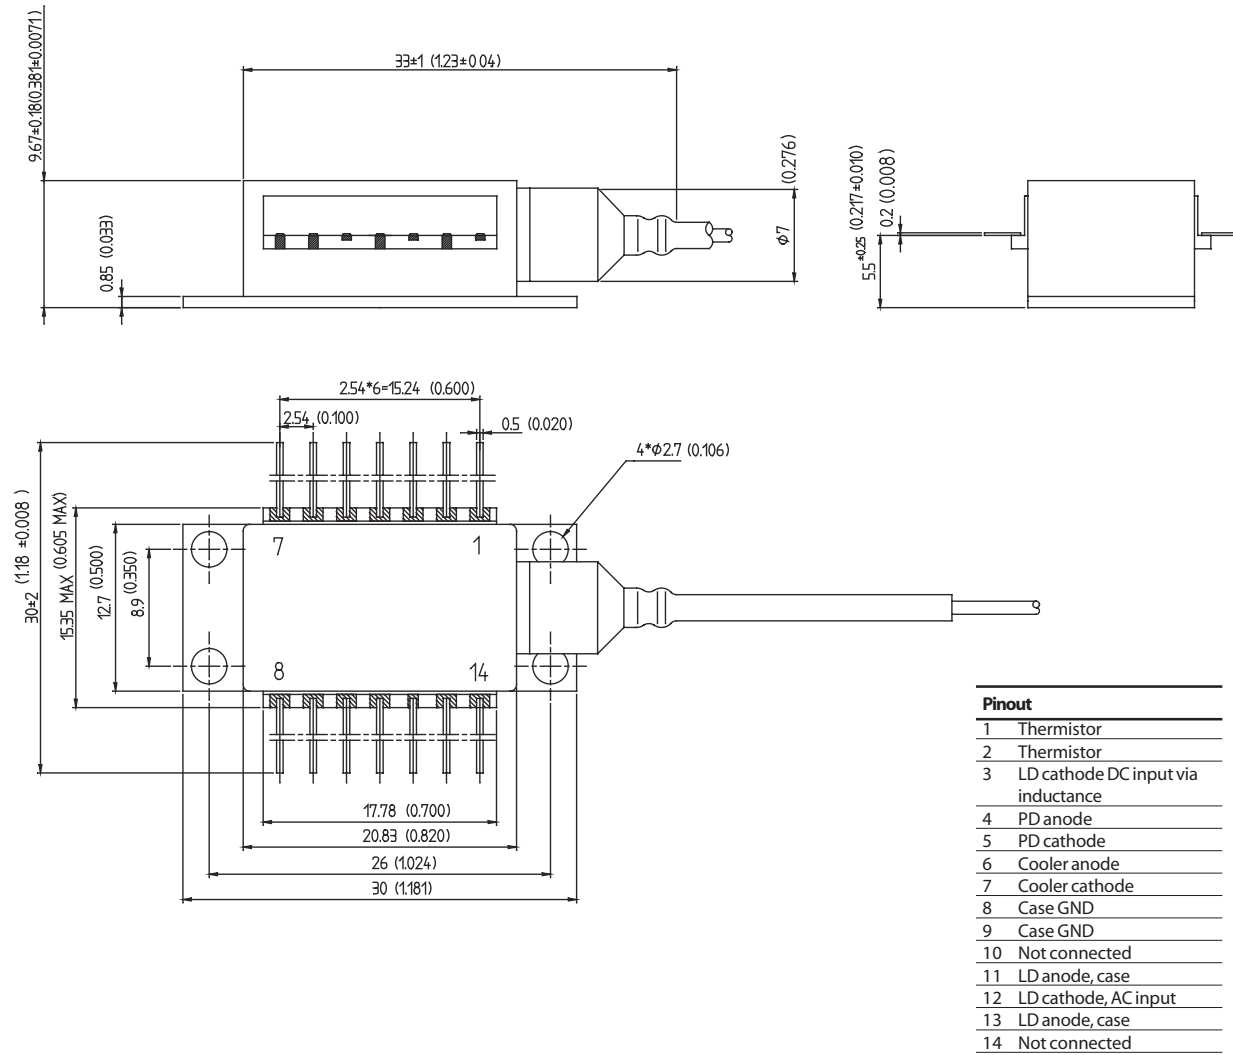 33±1 (1.23±0 04)
9.67±0.18(0.381±0.0071)
0.85 (0.033)
ϕ7
(0.276)
5.5±0.25 (0.217±0.010)
0.2 (0.008)
2.54*6=15.24 (0.600)
2.54 (0.100)
0.5 (0.020)
4*ϕ2.7 (0.106)
30±2 (1.18 ±0.008 )
15.35 MAX (0.605 MAX)
12.7 (0.500)
8.9 (0.350)
7 1
8 14
17.78 (0.700)
20.83 (0.820)
26 (1.024)
30 (1.181)
Pinout
1 Thermistor
2 Thermistor
3 LD cathode DC input via
inductance
4 PD anode
5 PD cathode
6 Cooler anode
7 Cooler cathode
8 Case GND
9 Case GND
10 Not connected
11 LD anode, case
12 LD cathode, AC input
13 LD anode, case
14 Not connected